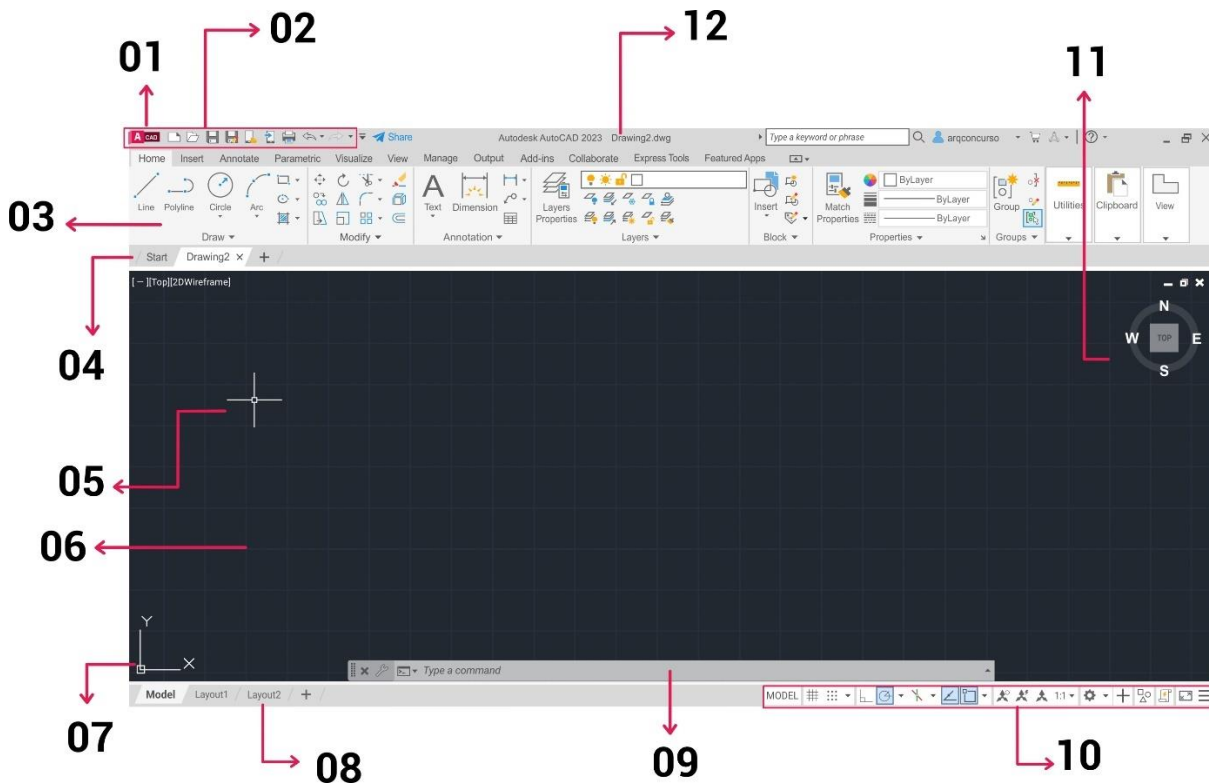 01
02
12
11
A CAD
Share
Autodesk AutoCAD 2023 Drawing2.dwg
Type a keyword or phrase
arqconcurso
Home Insert Annotate Parametric Visualize View Manage Output Add-ins Collaborate Express Tools Featured Apps
Line Polyline Circle Arc
A
Text Dimension
Layers
Properties
Insert
Match
Properties
ByLayer
ByLayer
ByLayer
Group
Utilities
Clipboard
View
Draw Modify Annotation Layers Block Properties Groups
03
Start Drawing2 × +
04
[ – ][Top][2DWireframe]
N
W TOP E
S
05
06
Y
X
Type a command
Model Layout1 Layout2 +
MODEL 1:1
07
08
09
10